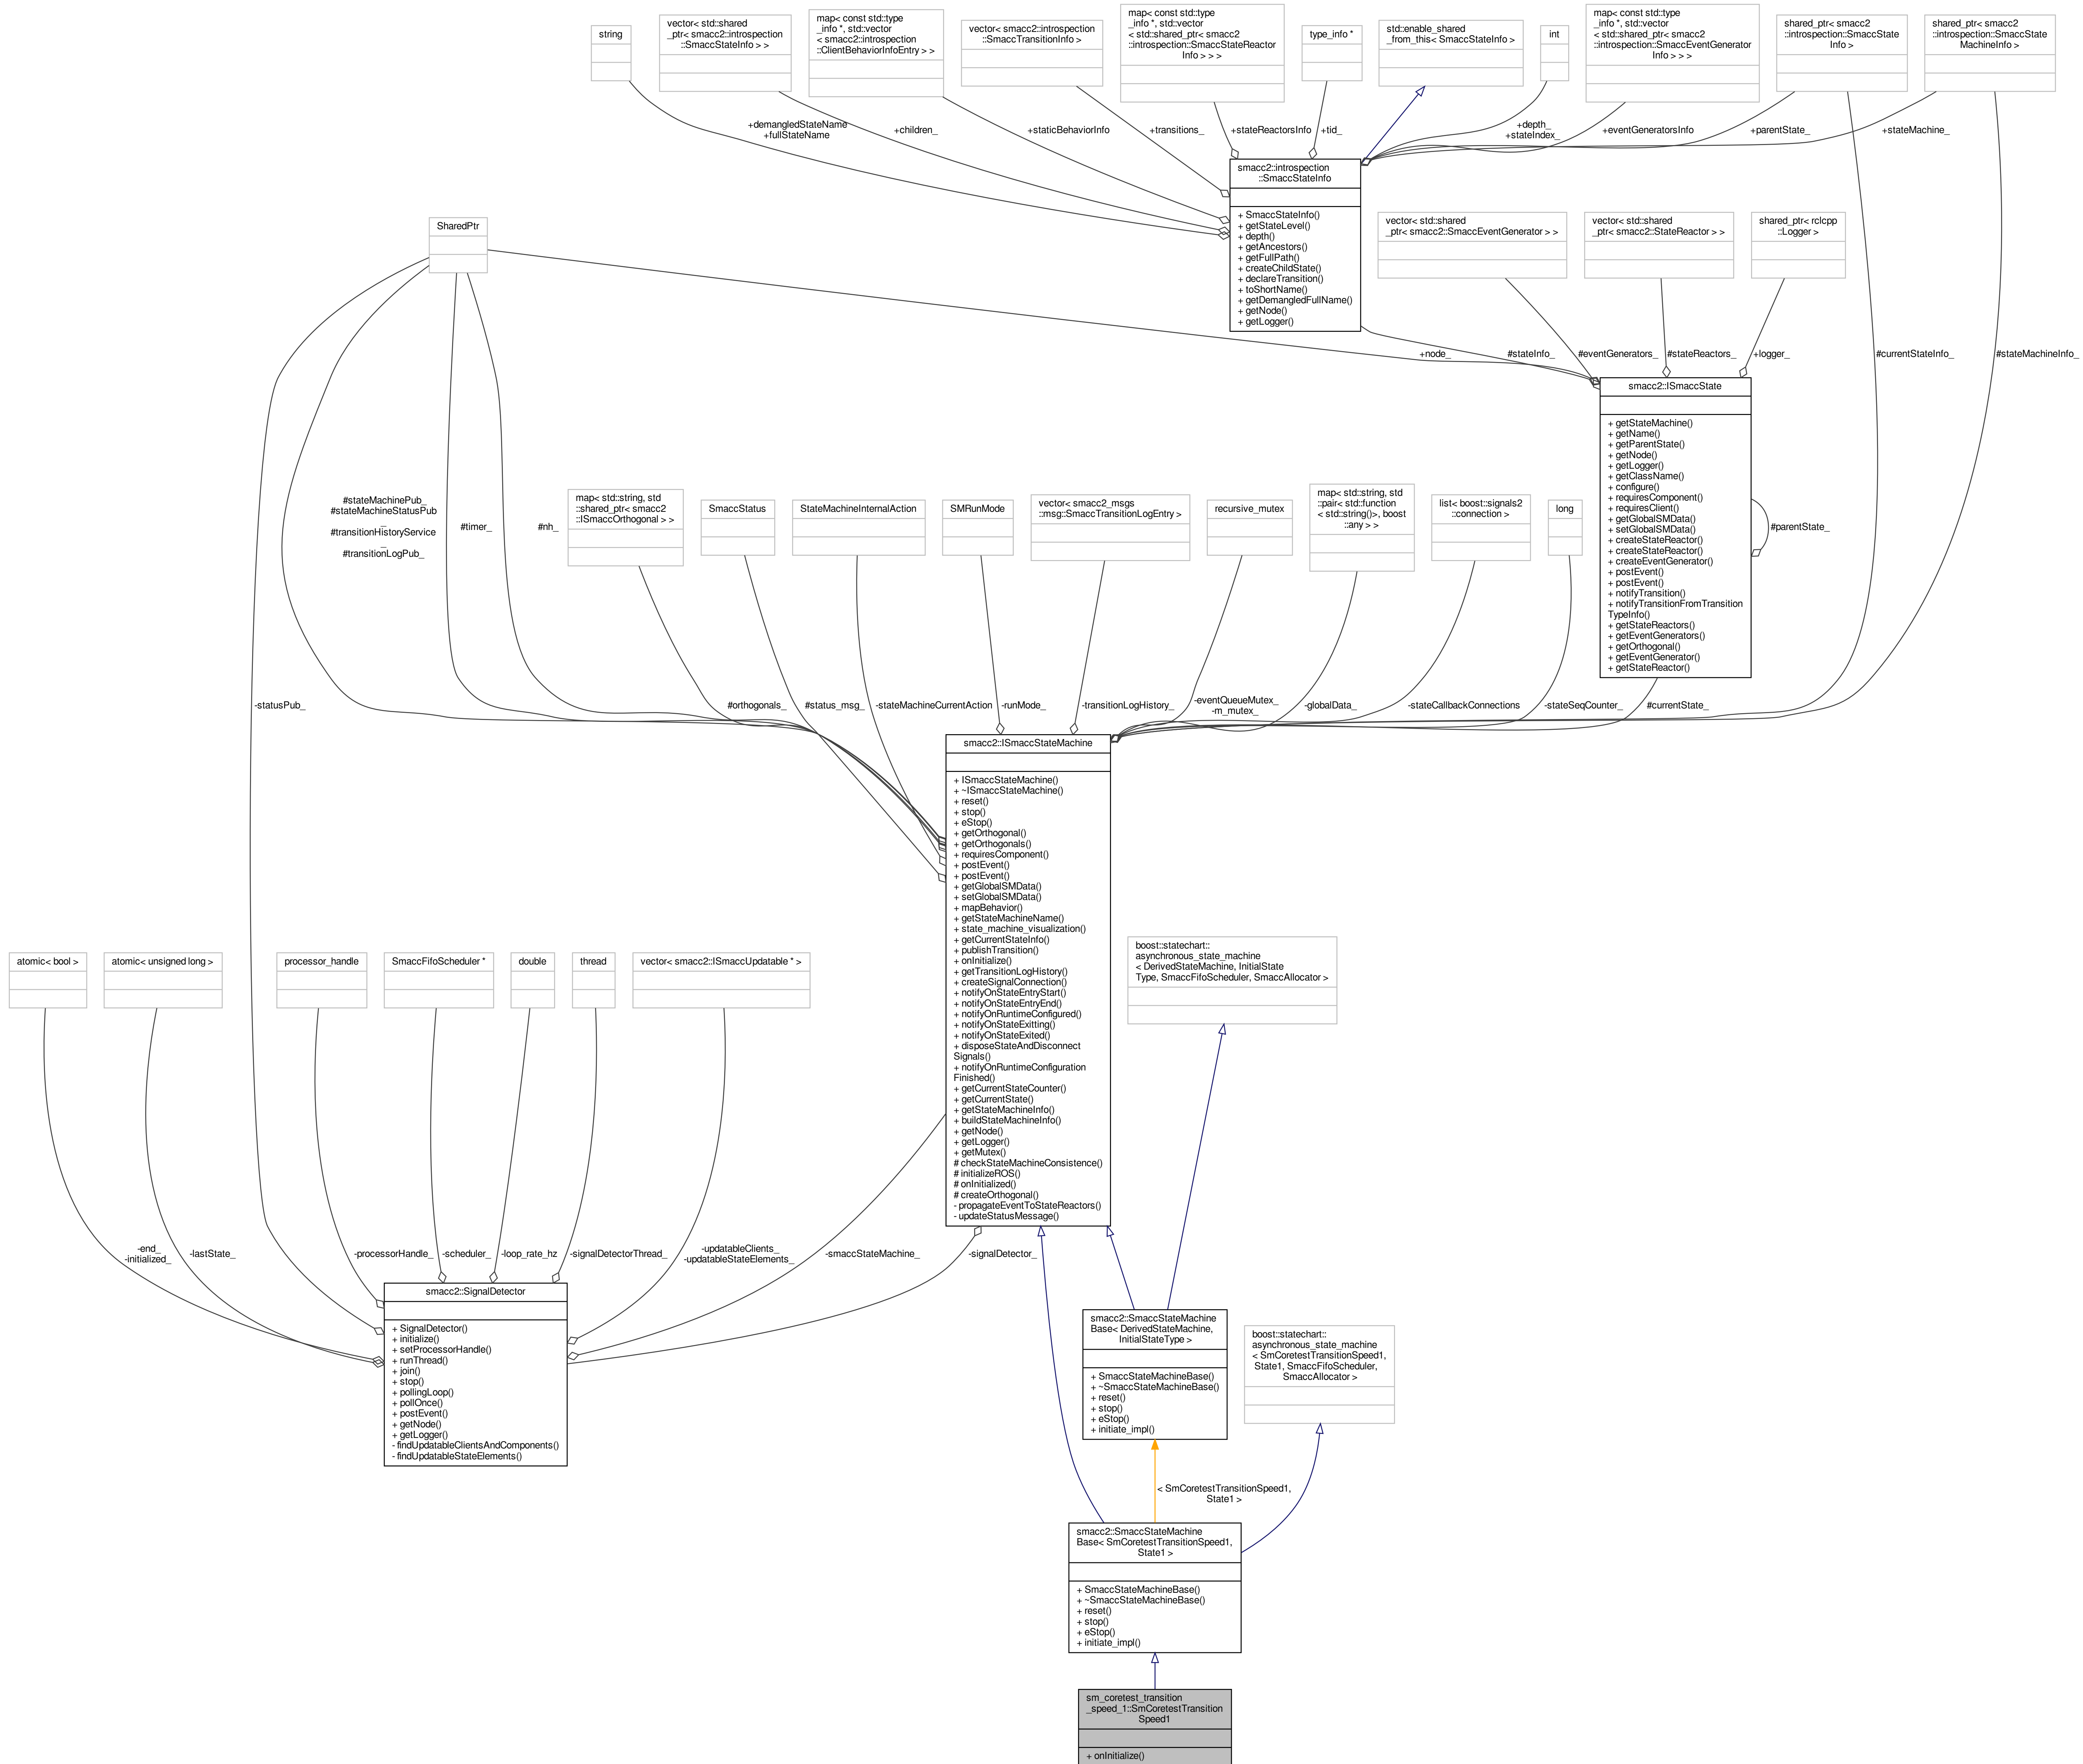 string
vector< std::shared
_ptr< smacc2::introspection
::SmaccStateInfo > >
map< const std::type
_info *, std::vector
< smacc2::introspection
::ClientBehaviorInfoEntry > >
vector< smacc2::introspection
::SmaccTransitionInfo >
map< const std::type
_info *, std::vector
< std::shared_ptr< smacc2
::introspection::SmaccStateReactor
Info > > >
type_info *
std::enable_shared
_from_this< SmaccStateInfo >
int
map< const std::type
_info *, std::vector
< std::shared_ptr< smacc2
::introspection::SmaccEventGenerator
Info > > >
shared_ptr< smacc2
::introspection::SmaccState
Info >
shared_ptr< smacc2
::introspection::SmaccState
MachineInfo >
+demangledStateName
+fullStateName
+children_
+staticBehaviorInfo
+transitions_
+stateReactorsInfo
+tid_
+depth_
+stateIndex_
+eventGeneratorsInfo
+parentState_
+stateMachine_
smacc2::introspection
::SmaccStateInfo
+ SmaccStateInfo()
+ getStateLevel()
+ depth()
+ getAncestors()
+ getFullPath()
+ createChildState()
+ declareTransition()
+ toShortName()
+ getDemangledFullName()
+ getNode()
+ getLogger()
SharedPtr
vector< std::shared
_ptr< smacc2::SmaccEventGenerator > >
vector< std::shared
_ptr< smacc2::StateReactor > >
shared_ptr< rclcpp
::Logger >
+node_
#stateInfo_
#eventGenerators_
#stateReactors_
+logger_
#currentStateInfo_
#stateMachineInfo_
smacc2::ISmaccState
+ getStateMachine()
+ getName()
+ getParentState()
+ getNode()
+ getLogger()
+ getClassName()
+ configure()
+ requiresComponent()
+ requiresClient()
+ getGlobalSMData()
+ setGlobalSMData()
+ createStateReactor()
+ createStateReactor()
+ createEventGenerator()
+ postEvent()
+ postEvent()
+ notifyTransition()
+ notifyTransitionFromTransition
TypeInfo()
+ getStateReactors()
+ getEventGenerators()
+ getOrthogonal()
+ getEventGenerator()
+ getStateReactor()
#parentState_
#stateMachinePub_
#stateMachineStatusPub
_
#transitionHistoryService
_
#transitionLogPub_
#timer_
#nh_
map< std::string, std
::shared_ptr< smacc2
::ISmaccOrthogonal > >
SmaccStatus
StateMachineInternalAction
SMRunMode
vector< smacc2_msgs
::msg::SmaccTransitionLogEntry >
recursive_mutex
map< std::string, std
::pair< std::function
< std::string()>, boost
::any > >
list< boost::signals2
::connection >
long
-statusPub_
#orthogonals_
#status_msg_
-stateMachineCurrentAction
-runMode_
-transitionLogHistory_
-eventQueueMutex_
-m_mutex_
-globalData_
-stateCallbackConnections
-stateSeqCounter_
#currentState_
smacc2::ISmaccStateMachine
+ ISmaccStateMachine()
+ ~ISmaccStateMachine()
+ reset()
+ stop()
+ eStop()
+ getOrthogonal()
+ getOrthogonals()
+ requiresComponent()
+ postEvent()
+ postEvent()
+ getGlobalSMData()
+ setGlobalSMData()
+ mapBehavior()
+ getStateMachineName()
+ state_machine_visualization()
+ getCurrentStateInfo()
+ publishTransition()
+ onInitialize()
+ getTransitionLogHistory()
+ createSignalConnection()
+ notifyOnStateEntryStart()
+ notifyOnStateEntryEnd()
+ notifyOnRuntimeConfigured()
+ notifyOnStateExitting()
+ notifyOnStateExited()
+ disposeStateAndDisconnect
Signals()
+ notifyOnRuntimeConfiguration
Finished()
+ getCurrentStateCounter()
+ getCurrentState()
+ getStateMachineInfo()
+ buildStateMachineInfo()
+ getNode()
+ getLogger()
+ getMutex()
# checkStateMachineConsistence()
# initializeROS()
# onInitialized()
# createOrthogonal()
- propagateEventToStateReactors()
- updateStatusMessage()
atomic< bool >
atomic< unsigned long >
processor_handle
SmaccFifoScheduler *
double
thread
vector< smacc2::ISmaccUpdatable * >
boost::statechart::
asynchronous_state_machine
< DerivedStateMachine, InitialState
Type, SmaccFifoScheduler, SmaccAllocator >
-end_
-initialized_
-lastState_
-processorHandle_
-scheduler_
-loop_rate_hz
-signalDetectorThread_
-updatableClients_
-updatableStateElements_
-smaccStateMachine_
-signalDetector_
smacc2::SignalDetector
+ SignalDetector()
+ initialize()
+ setProcessorHandle()
+ runThread()
+ join()
+ stop()
+ pollingLoop()
+ pollOnce()
+ postEvent()
+ getNode()
+ getLogger()
- findUpdatableClientsAndComponents()
- findUpdatableStateElements()
smacc2::SmaccStateMachine
Base< DerivedStateMachine,
InitialStateType >
+ SmaccStateMachineBase()
+ ~SmaccStateMachineBase()
+ reset()
+ stop()
+ eStop()
+ initiate_impl()
boost::statechart::
asynchronous_state_machine
< SmCoretestTransitionSpeed1,
State1, SmaccFifoScheduler,
SmaccAllocator >
< SmCoretestTransitionSpeed1,
State1 >
smacc2::SmaccStateMachine
Base< SmCoretestTransitionSpeed1,
State1 >
+ SmaccStateMachineBase()
+ ~SmaccStateMachineBase()
+ reset()
+ stop()
+ eStop()
+ initiate_impl()
sm_coretest_transition
_speed_1::SmCoretestTransition
Speed1
+ onInitialize()